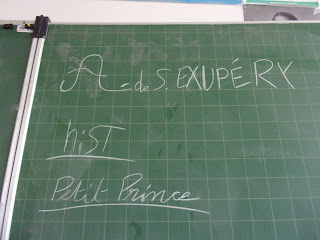 A. de S. EXUPÉRY
hiST
Petit Prince